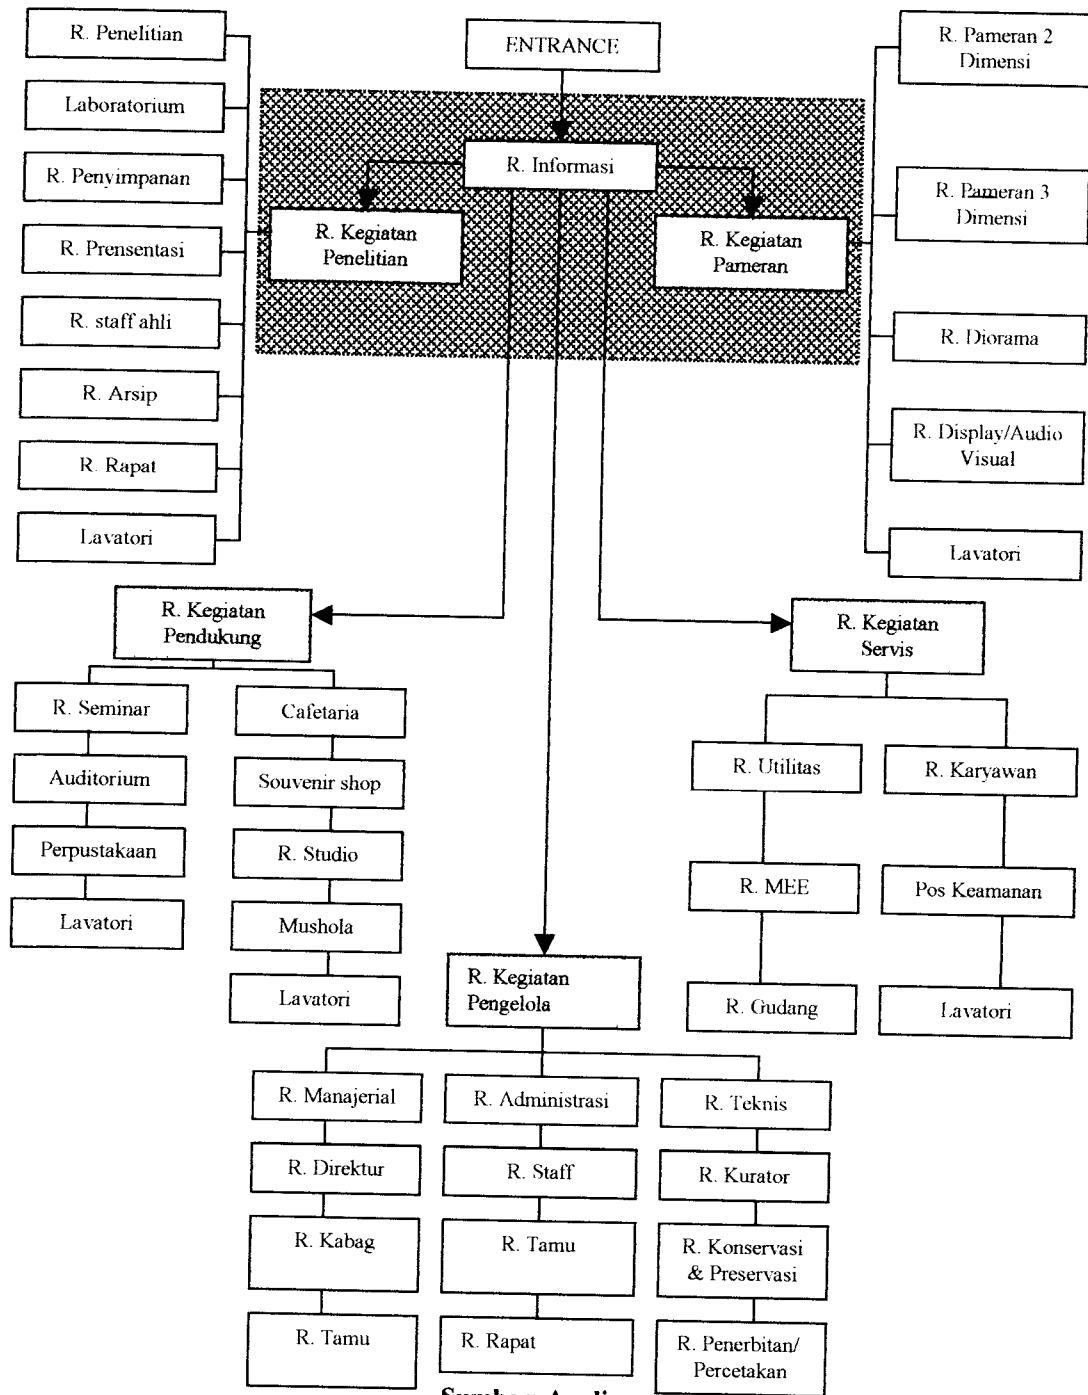 ENTRANCE
R. Informasi
R. Kegiatan
Penelitian
R. Kegiatan
Pameran
R. Penelitian
Laboratorium
R. Penyimpanan
R. Prensentasi
R. staff ahli
R. Arsip
R. Rapat
Lavatori
R. Pameran 2
Dimensi
R. Pameran 3
Dimensi
R. Diorama
R. Display/Audio
Visual
Lavatori
R. Kegiatan
Pendukung
R. Seminar
Auditorium
Perpustakaan
Lavatori
Cafetaria
Souvenir shop
R. Studio
Mushola
Lavatori
R. Kegiatan
Servis
R. Utilitas
R. MEE
R. Gudang
R. Karyawan
Pos Keamanan
Lavatori
R. Kegiatan
Pengelola
R. Manajerial
R. Direktur
R. Kabag
R. Tamu
R. Administrasi
R. Staff
R. Tamu
R. Rapat
R. Teknis
R. Kurator
R. Konservasi
& Preservasi
R. Penerbitan/
Percetakan